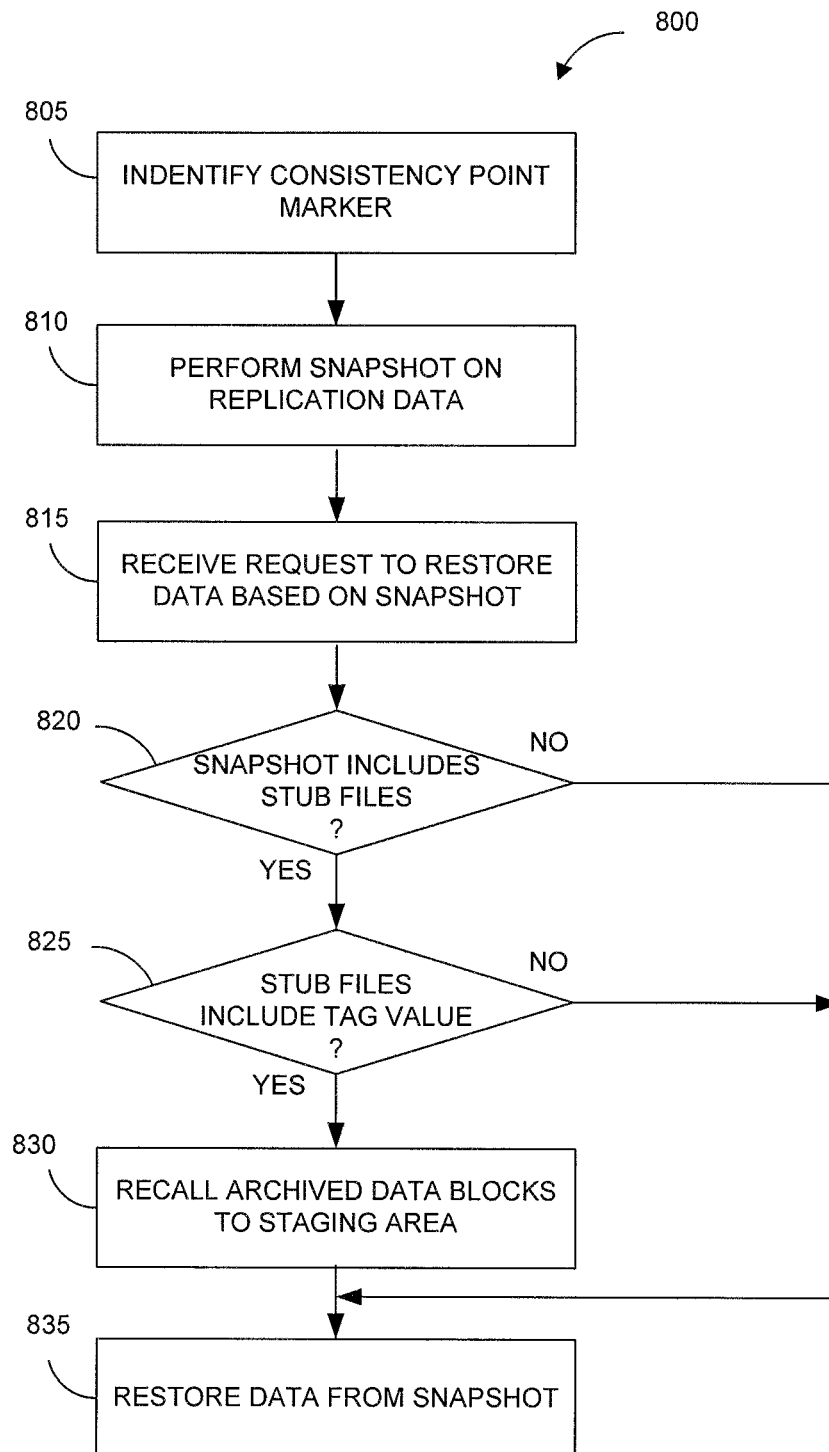 800
805
INDENTIFY CONSISTENCY POINT
MARKER
810
PERFORM SNAPSHOT ON
REPLICATION DATA
815
RECEIVE REQUEST TO RESTORE
DATA BASED ON SNAPSHOT
820
NO
SNAPSHOT INCLUDES
STUB FILES
?
YES
825
NO
STUB FILES
INCLUDE TAG VALUE
?
YES
830
RECALL ARCHIVED DATA BLOCKS
TO STAGING AREA
835
RESTORE DATA FROM SNAPSHOT